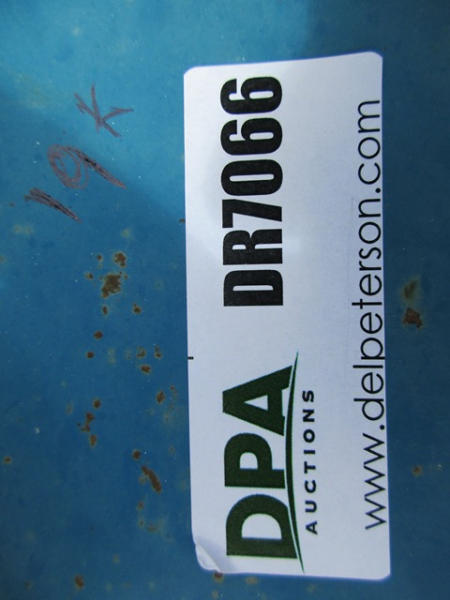 19K
DPA
AUCTIONS
DR7066
www.delpeterson.com